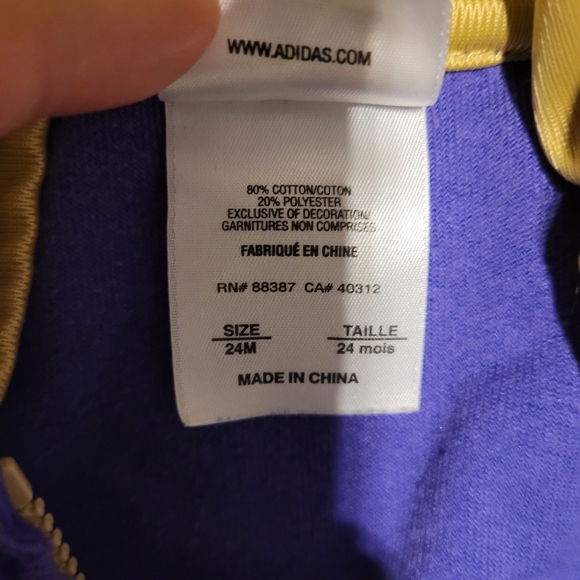 WWW.ADIDAS.COM
80% COTTON/COTON
20% POLYESTER
EXCLUSIVE OF DECORATION/
GARNITURES NON COMPRISES
FABRIQUÉ EN CHINE
RN# 88387 CA# 40312
SIZE TAILLE
24M 24 mois
MADE IN CHINA